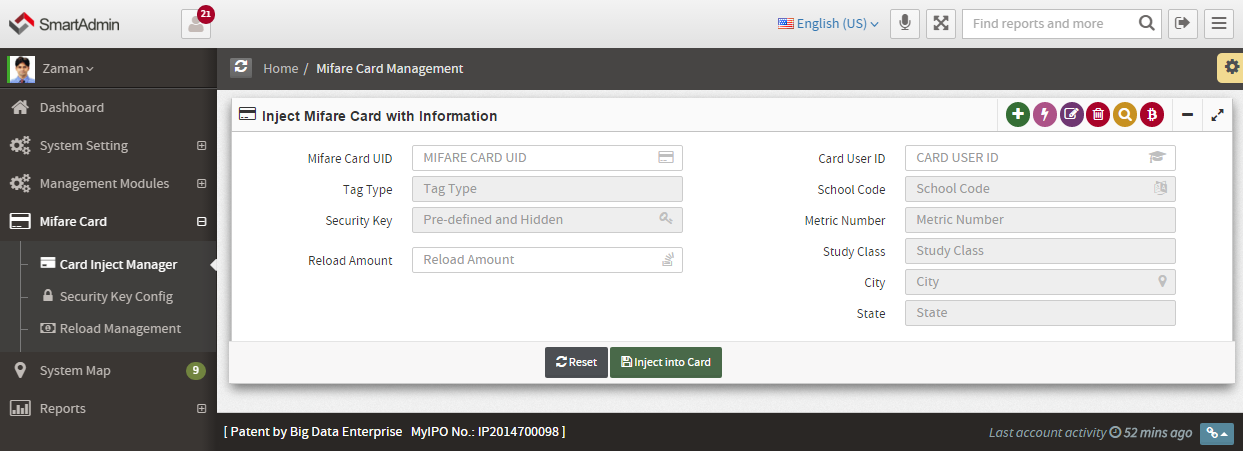 SmartAdmin
21
English (US)
Find reports and more
Zaman
Home / Mifare Card Management
Dashboard
System Setting
Management Modules
Mifare Card
Card Inject Manager
Security Key Config
Reload Management
System Map 9
Reports
Inject Mifare Card with Information
Mifare Card UID MIFARE CARD UID
Tag Type Tag Type
Security Key Pre-defined and Hidden
Reload Amount Reload Amount
Card User ID CARD USER ID
School Code School Code
Metric Number Metric Number
Study Class Study Class
City City
State State
Reset Inject into Card
[ Patent by Big Data Enterprise MyIPO No.: IP2014700098 ]
Last account activity 52 mins ago